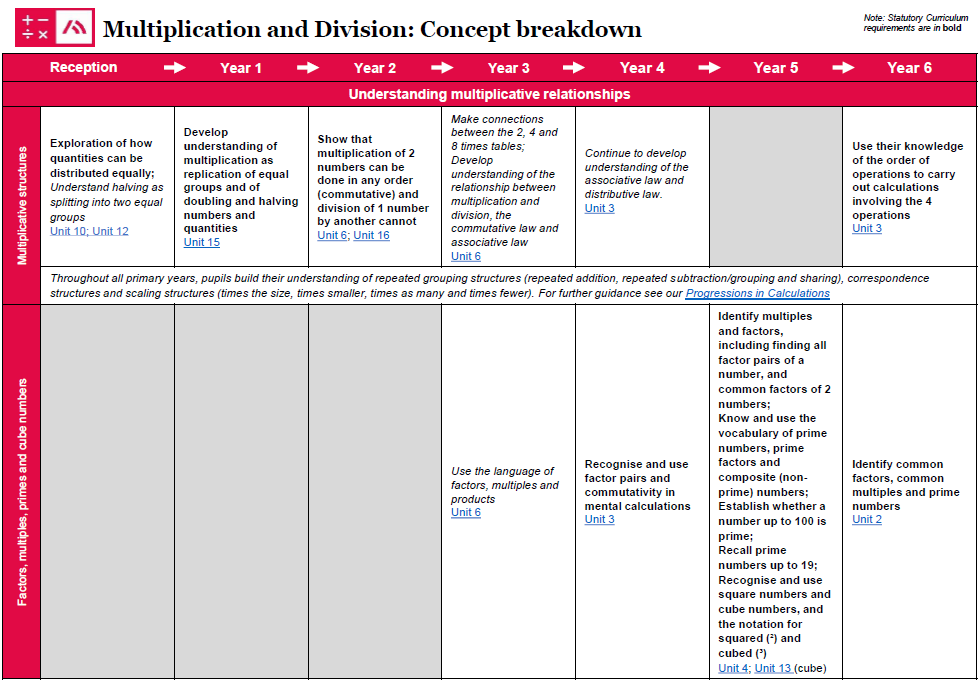 Multiplication and Division: Concept breakdown
Note: Statutory Curriculum
requirements are in bold
Reception
Year 1
Year 2
Year 3
Year 4
Year 5
Year 6
Understanding multiplicative relationships
Multiplicative structures
Exploration of how
quantities can be
distributed equally;
Understand halving as
splitting into two equal
groups
Unit 10; Unit 12
Develop
understanding of
multiplication as
replication of equal
groups and of
doubling and halving
numbers and
quantities
Unit 15
Show that
multiplication of 2
numbers can be
done in any order
(commutative) and
division of 1 number
by another cannot
Unit 6; Unit 16
Make connections
between the 2, 4 and
8 times tables;
Develop
understanding of the
relationship between
multiplication and
division, the
commutative law and
associative law
Unit 6
Continue to develop
understanding of the
associative law and
distributive law.
Unit 3
Use their knowledge
of the order of
operations to carry
out calculations
involving the 4
operations
Unit 3
Throughout all primary years, pupils build their understanding of repeated grouping structures (repeated addition, repeated subtraction/grouping and sharing), correspondence
structures and scaling structures (times the size, times smaller, times as many and times fewer). For further guidance see our Progressions in Calculations
Factors, multiples, primes and cube numbers
Use the language of
factors, multiples and
products
Unit 6
Recognise and use
factor pairs and
commutativity in
mental calculations
Unit 3
Identify multiples
and factors,
including finding all
factor pairs of a
number, and
common factors of 2
numbers;
Know and use the
vocabulary of prime
numbers, prime
factors and
composite (non-
prime) numbers;
Establish whether a
number up to 100 is
prime;
Recall prime
numbers up to 19;
Recognise and use
square numbers and
cube numbers, and
the notation for
squared (²) and
cubed (³)
Unit 4; Unit 13 (cube)
Identify common
factors, common
multiples and prime
numbers
Unit 2